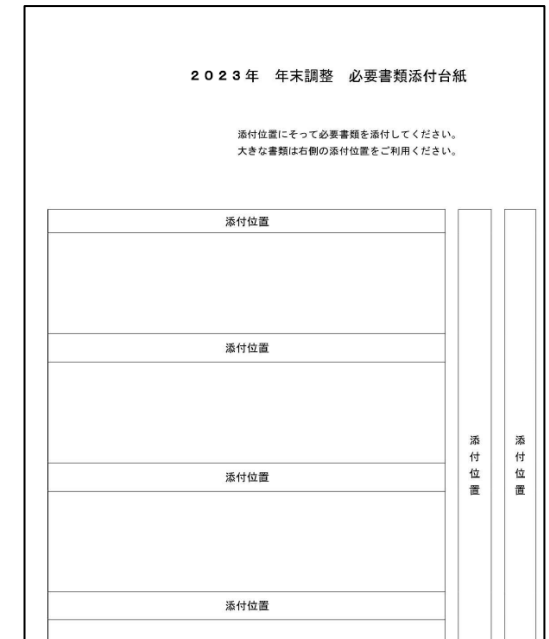 ２０２３年　年末調整　必要書類添付台紙
添付位置にそって必要書類を添付してください。
大きな書類は右側の添付位置をご利用ください。
添付位置
添付位置
添付位置
添付位置
添付位置
添付位置